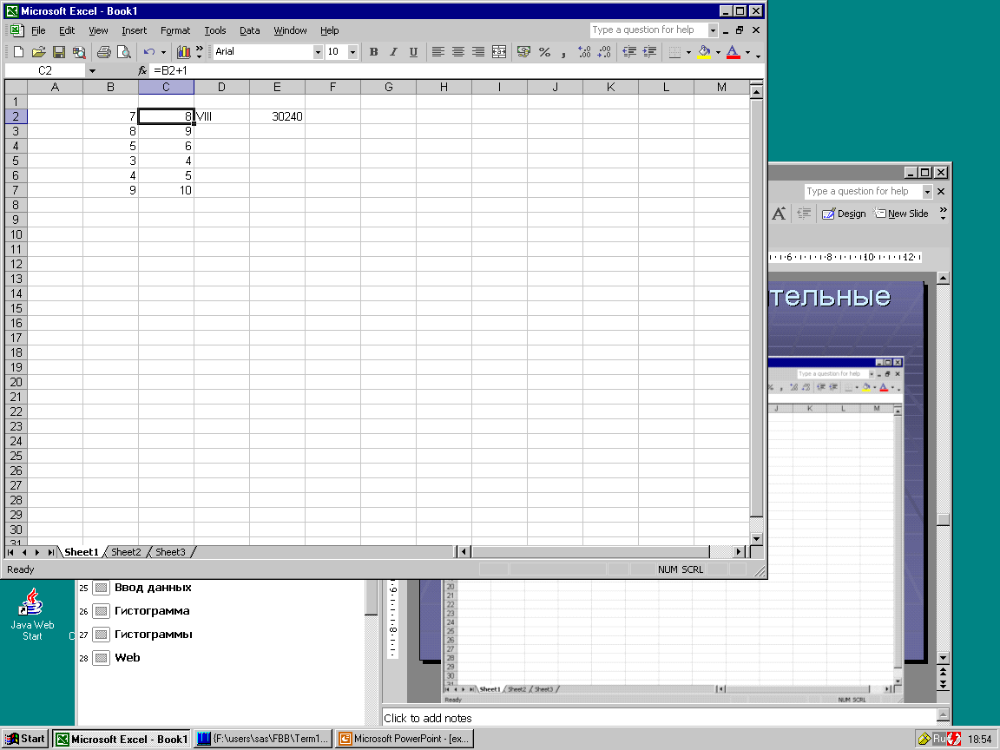 Microsoft Excel - Book1
File Edit View Insert Format Tools Data Window Help Type a question for help
Arial 10 B I U % ,
C2 fx =B2+1
A B C D E F G H I J K L M
1
2 7 8 VIII 30240
3 8 9
4 5 6
5 3 4
6 4 5
7 9 10
8
9
10
11
12
13
14
15
16
17
18
19
20
21
22
23
24
25
26
27
28
29
30
31
Sheet1 Sheet2 Sheet3
Ready NUM SCRL
Type a question for help
A Design New Slide
6 8 10 12
тельные
Type a question for help
J K L M
25 Ввод данных
26 Гистограмма
27 Гистограммы
28 Web
Java Web
Start
6
8
20
21
22
23
24
25
26
27
28
29
30
31
Sheet1 Sheet2 Sheet3
Ready NUM SCRL
Click to add notes
Start Microsoft Excel - Book1 {F:\users\sas\FBB\Term1... Microsoft PowerPoint - [ex... Ru 18:54